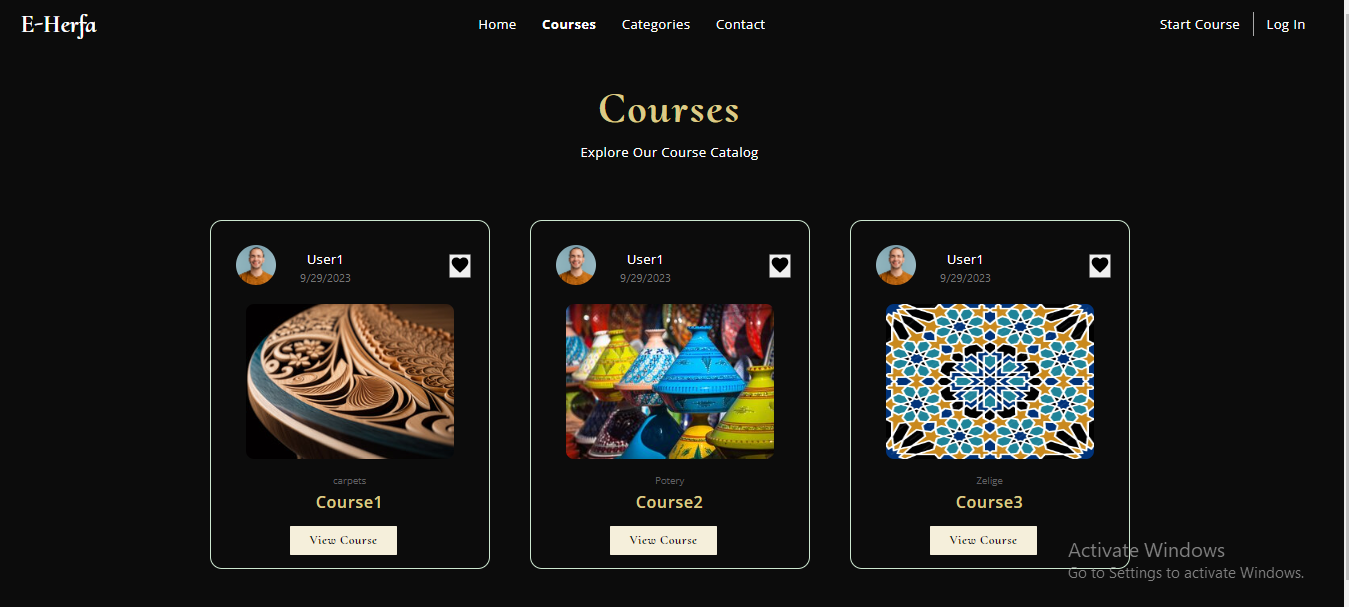 E-Herfa
Home Courses Categories Contact
Start Course Log In
Courses
Explore Our Course Catalog
User1
9/29/2023
carpets
Course1
View Course
User1
9/29/2023
Potery
Course2
View Course
User1
9/29/2023
Zelige
Course3
View Course
Activate Windows
Go to Settings to activate Windows.